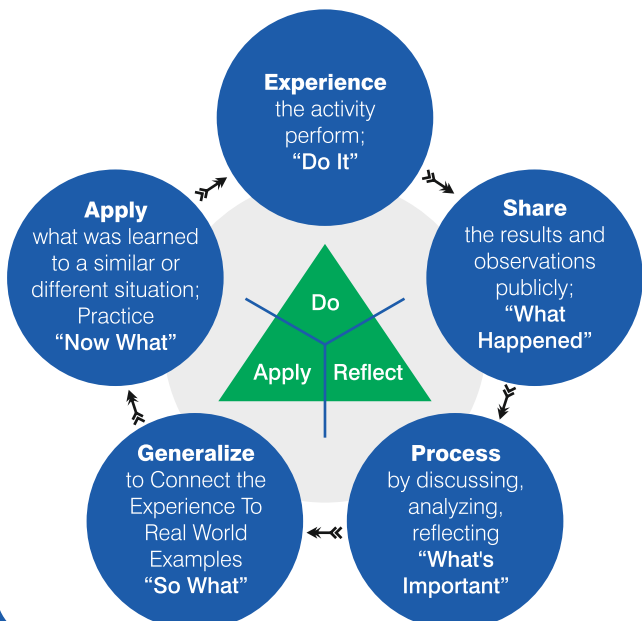 Experience
the activity
perform;
“Do It”
Share
the results and
observations
publicly;
“What
Happened”
Process
by discussing,
analyzing,
reflecting
“What's
Important”
Generalize
to Connect the
Experience To
Real World
Examples
“So What”
Apply
what was learned
to a similar or
different situation;
Practice
“Now What”
Do
Reflect
Apply